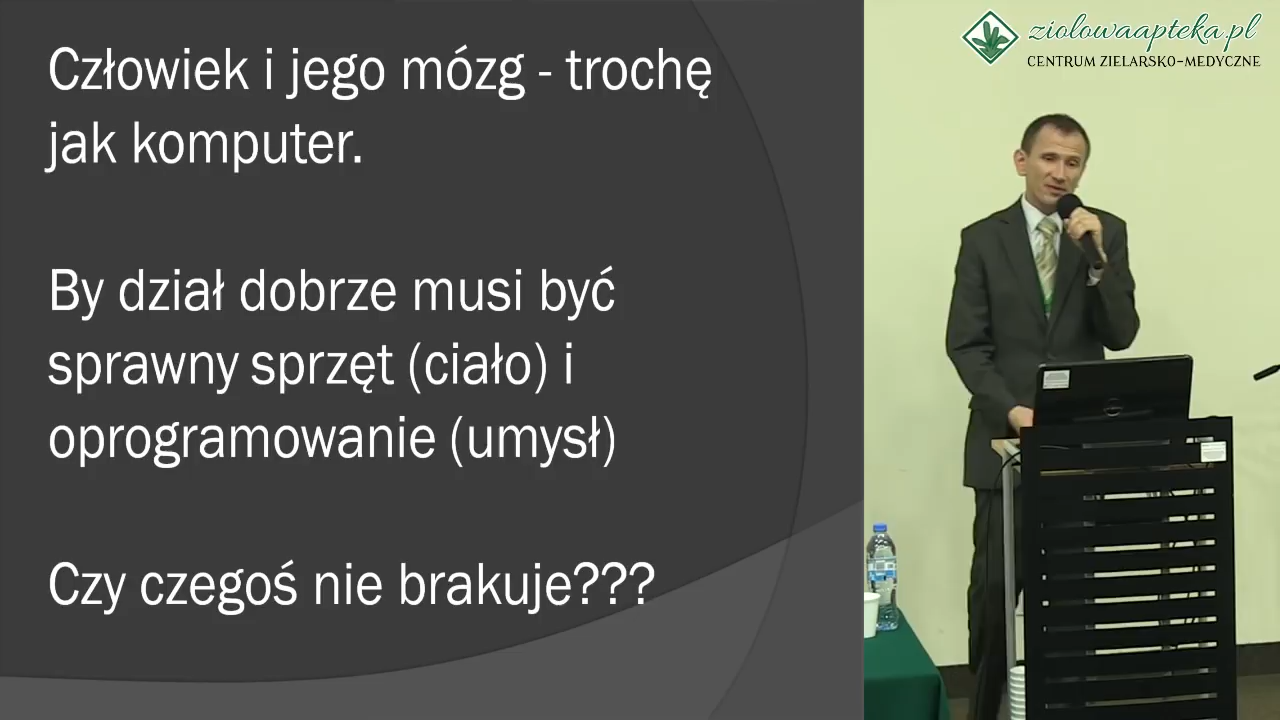 Człowiek i jego mózg - trochę
jak komputer.
By dział dobrze musi być
sprawny sprzęt (ciało) i
oprogramowanie (umysł)
Czy czegoś nie brakuje???
ziolowaapteka.pl
CENTRUM ZIELARSKO-MEDYCZNE